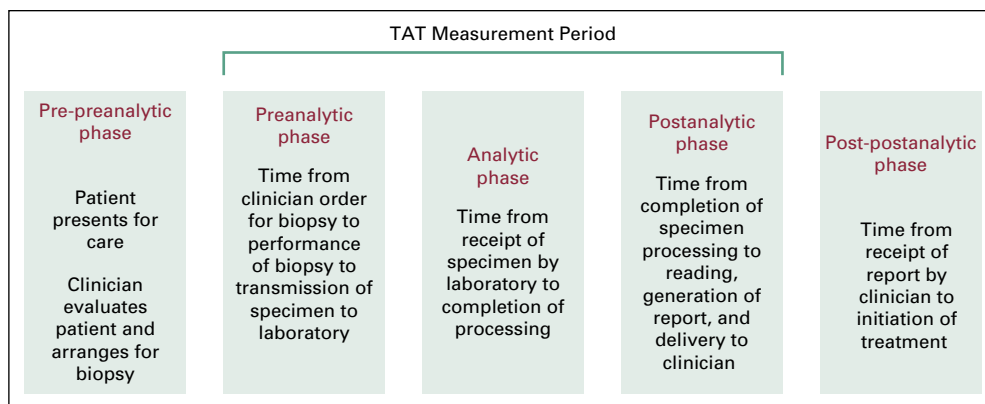 TAT Measurement Period
Pre-preanalytic
phase
Patient
presents for
care
Clinician
evaluates
patient and
arranges for
biopsy
Preanalytic
phase
Time from
clinician order
for biopsy to
performance
of biopsy to
transmission of
specimen to
laboratory
Analytic
phase
Time from
receipt of
specimen by
laboratory to
completion of
processing
Postanalytic
phase
Time from
completion of
specimen
processing to
reading,
generation of
report, and
delivery to
clinician
Post-postanalytic
phase
Time from
receipt of
report by
clinician to
initiation of
treatment